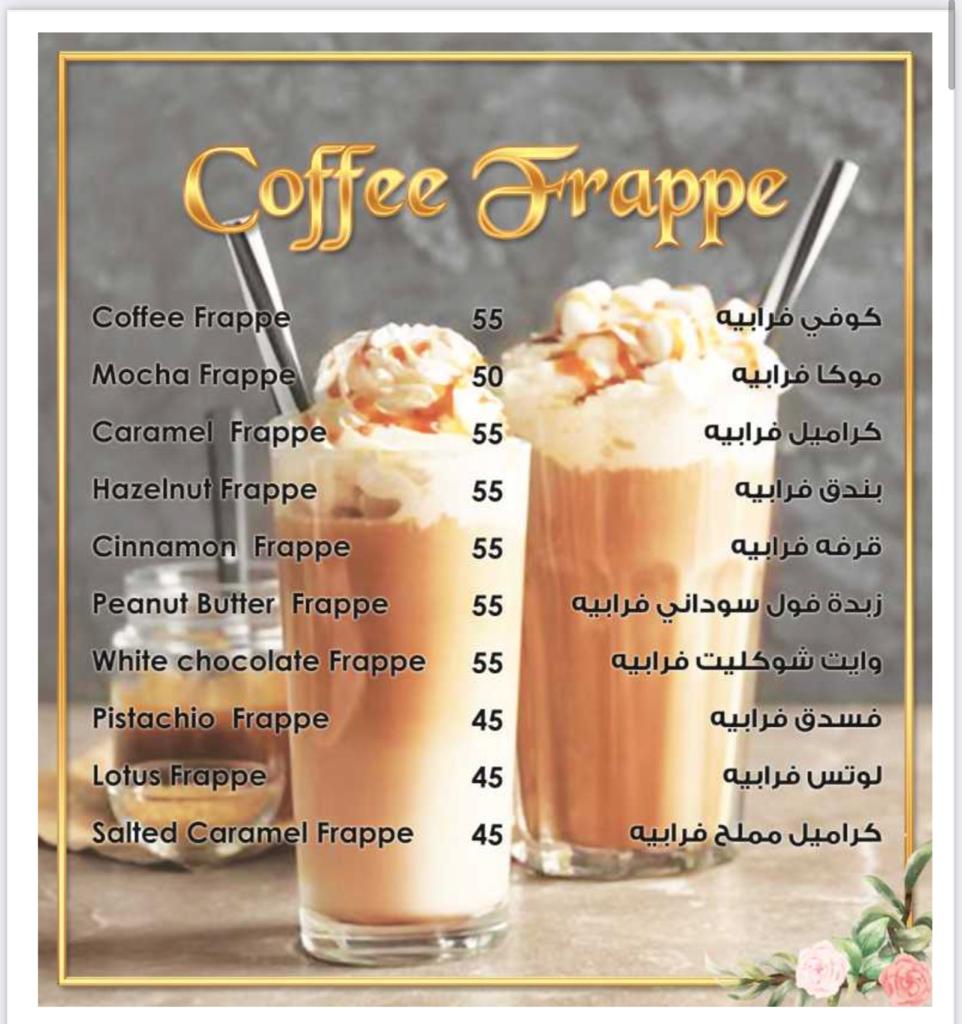 Coffee Frappe
Coffee Frappe 55 كوفي فرابيه
Mocha Frappe 50 موكا فرابيه
Caramel Frappe 55 كراميل فرابيه
Hazelnut Frappe 55 بندق فرابيه
Cinnamon Frappe 55 قرفه فرابيه
Peanut Butter Frappe 55 زبدة فول سوداني فرابيه
White chocolate Frappe 55 وايت شوكليت فرابيه
Pistachio Frappe 45 فسدق فرابيه
Lotus Frappe 45 لوتس فرابيه
Salted Caramel Frappe 45 كراميل مملح فرابيه